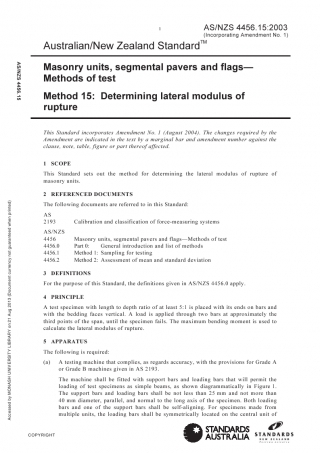 1
AS/NZS 4456.15:2003
(Incorporating Amendment No. 1)
Australian/New Zealand Standard™
AS/NZS 4456.15
Masonry units, segmental pavers and flags—
Methods of test
Method 15: Determining lateral modulus of
rupture
This Standard incorporates Amendment No. 1 (August 2004). The changes required by the
Amendment are indicated in the text by a marginal bar and amendment number against the
clause, note, table, figure or part thereof affected.
1 SCOPE
This Standard sets out the method for determining the lateral modulus of rupture of
masonry units.
2 REFERENCED DOCUMENTS
The following documents are referred to in this Standard:
AS
2193 Calibration and classification of force-measuring systems
AS/NZS
4456 Masonry units, segmental pavers and flags—Methods of test
4456.0 Part 0: General introduction and list of methods
4456.1 Method 1: Sampling for testing
4456.2 Method 2: Assessment of mean and standard deviation
3 DEFINITIONS
For the purpose of this Standard, the definitions given in AS/NZS 4456.0 apply.
4 PRINCIPLE
A test specimen with length to depth ratio of at least 5:1 is placed with its ends on bars and
with the bedding faces vertical. A load is applied through two bars at approximately the
third points of the span, until the specimen fails. The maximum bending moment is used to
calculate the lateral modulus of rupture.
5 APPARATUS
The following is required:
(a) A testing machine that complies, as regards accuracy, with the provisions for Grade A
or Grade B machines given in AS 2193.
The machine shall be fitted with support bars and loading bars that will permit the
loading of test specimens as simple beams, as shown diagrammatically in Figure 1.
The support bars and loading bars shall be not less than 25 mm and not more than
40 mm diameter, parallel, and normal to the long axis of the specimen. Both loading
bars and one of the support bars shall be self-aligning. For specimens made from
multiple units, the loading bars shall be symmetrically located on the central unit of
Accessed by MONASH UNIVERSITY LIBRARY on 21 Aug 2013 (Document currency not guaranteed when printed)
COPYRIGHT
STANDARDS
AUSTRALIA
STANDARDS
NEW ZEALAND